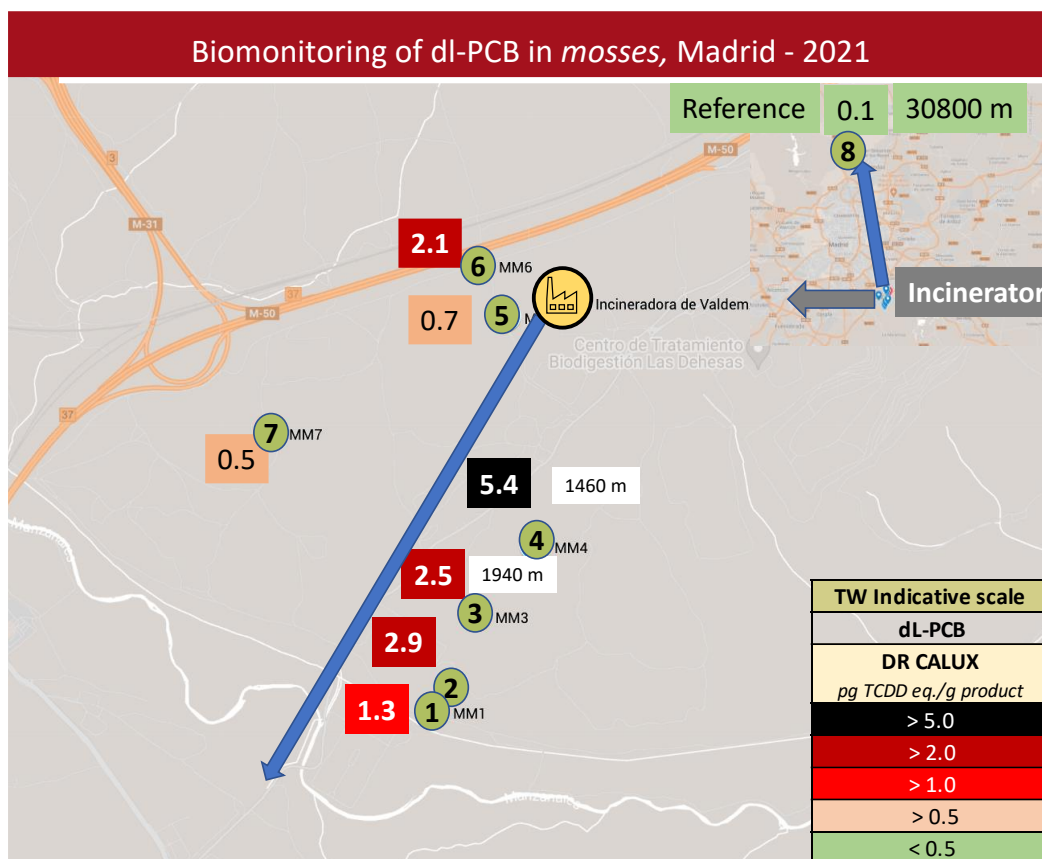 Biomonitoring of dl-PCB in mosses, Madrid - 2021
Reference 0.1 30800 m
8
M-50
3
M-31
2.1
6 MM6
37
M-50
0.7
5 M
Incineradora de Valdem
Incinerator
Madrid
Centro de Tratamiento
Biodigestión Las Dehesas
37
7 MM7
0.5
5.4 1460 m
4 MM4
Manzanares
2.5 1940 m
3 MM3
2.9
2
1.3 1 MM1
Manzanares
TW Indicative scale
dL-PCB
DR CALUX
pg TCDD eq./g product
> 5.0
> 2.0
> 1.0
> 0.5
< 0.5